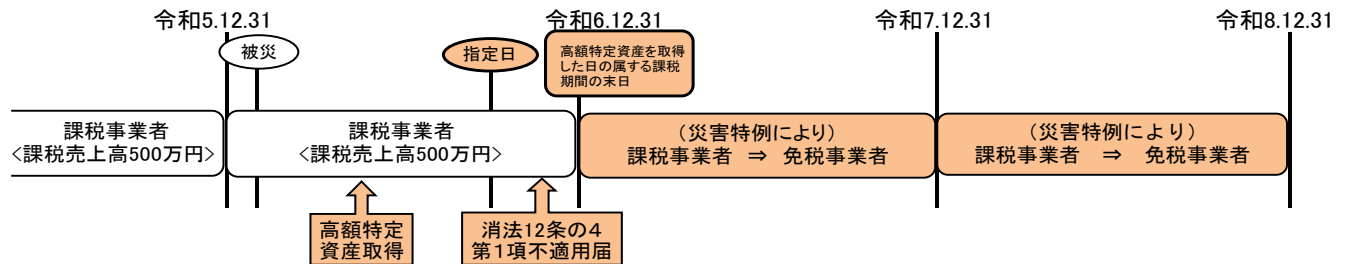 令和5.12.31
令和6.12.31
令和7.12.31
令和8.12.31
被災
指定日
高額特定資産を取得
した日の属する課税
期間の末日
課税事業者
<課税売上高500万円>
課税事業者
<課税売上高500万円>
（災害特例により）
課税事業者 ⇒ 免税事業者
（災害特例により）
課税事業者 ⇒ 免税事業者
高額特定
資産取得
消法12条の４
第１項不適用届